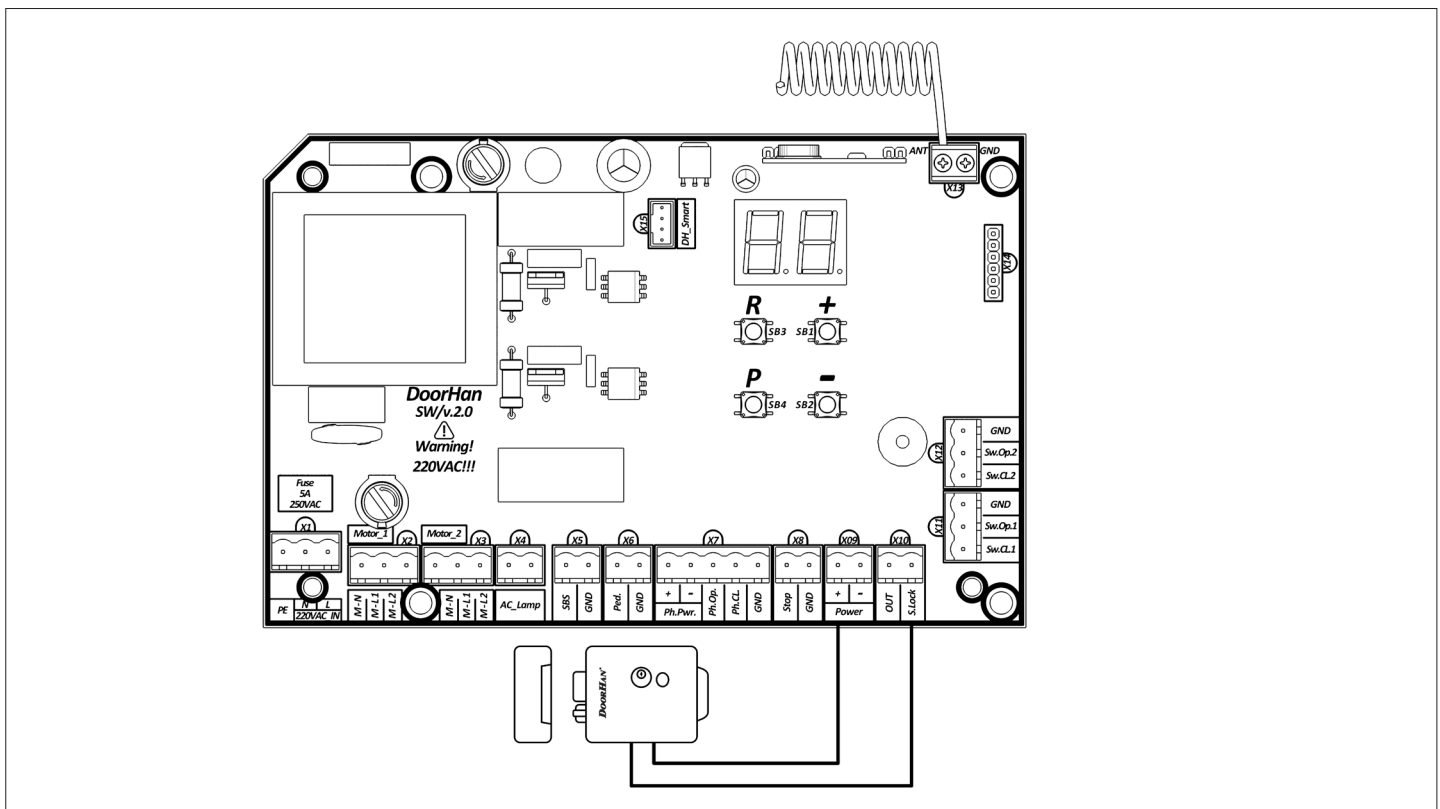 ANT
GND
X13
X15
DH_Smart
X14
R
+
SB3
SB1
P
-
SB4
SB2
DoorHan
SW/v.2.0
!
Warning!
220VAC!!!
Fuse
5A
250VAC
X12
GND
Sw.Op.2
Sw.CL.2
X11
GND
Sw.Op.1
Sw.CL.1
X1
Motor_1
X2
Motor_2
X3
X4
X5
X6
X7
X8
X09
X10
PE
N
L
220VAC IN
M-N
M-L1
M-L2
M-N
M-L1
M-L2
AC_Lamp
SBS
GND
Ped.
GND
+
-
Ph.Pwr.
Ph.Op.
Ph.CL.
GND
Stop
GND
+
-
Power
OUT
S.Lock
DOORHAN